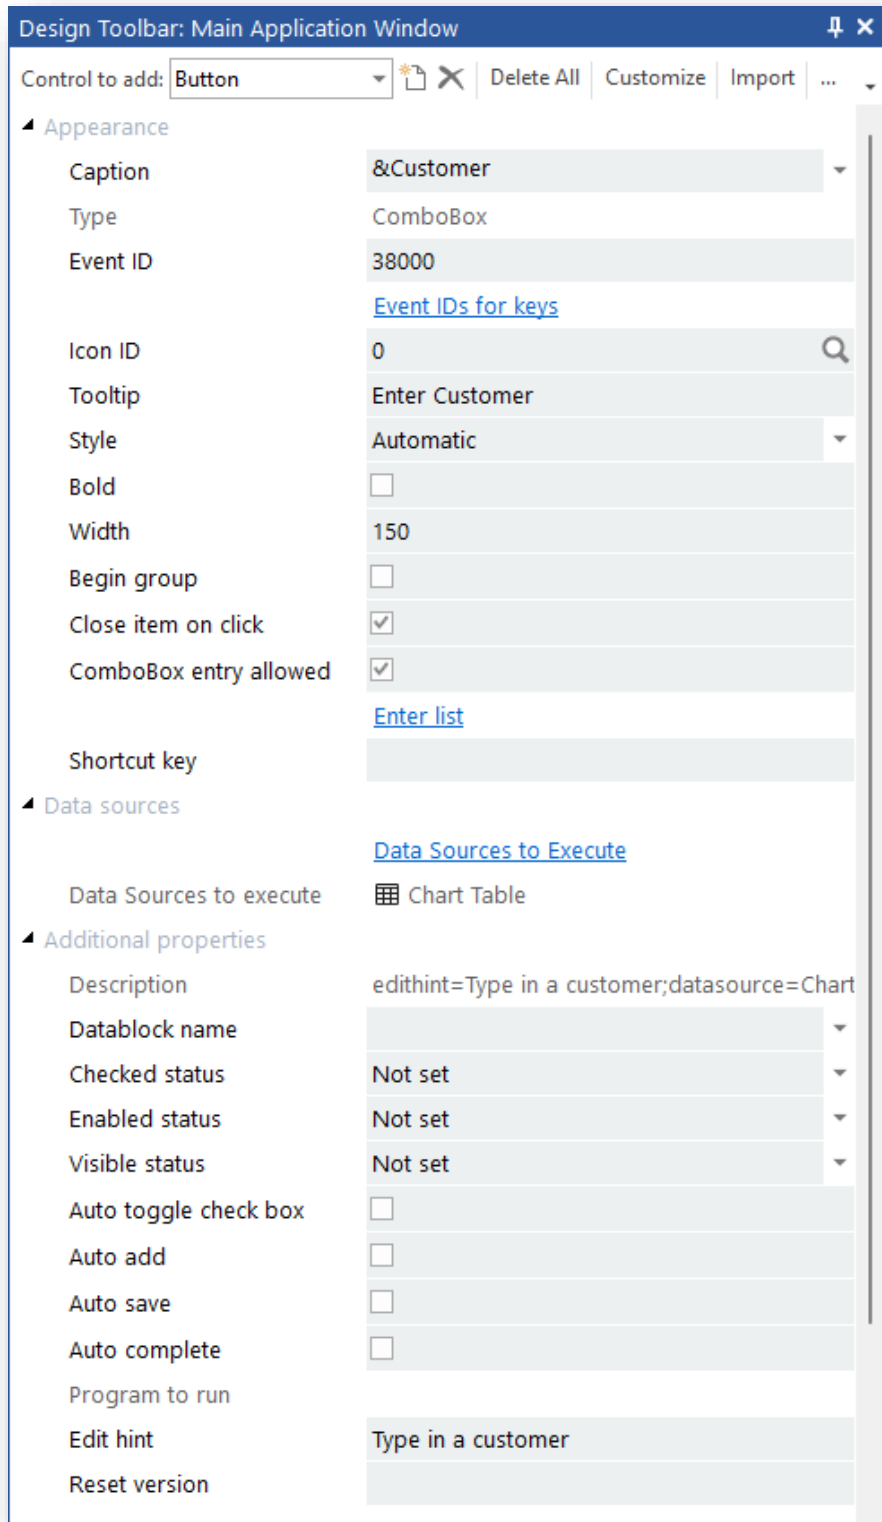 Design Toolbar: Main Application Window
Control to add: Button Delete All Customize Import ...
Appearance
Caption &Customer
Type ComboBox
Event ID 38000
Event IDs for keys
Icon ID 0
Tooltip Enter Customer
Style Automatic
Bold
Width 150
Begin group
Close item on click
ComboBox entry allowed
Enter list
Shortcut key
Data sources
Data Sources to Execute
Data Sources to execute Chart Table
Additional properties
Description edithint=Type in a customer;datasource=Chart
Datablock name
Checked status Not set
Enabled status Not set
Visible status Not set
Auto toggle check box
Auto add
Auto save
Auto complete
Program to run
Edit hint Type in a customer
Reset version